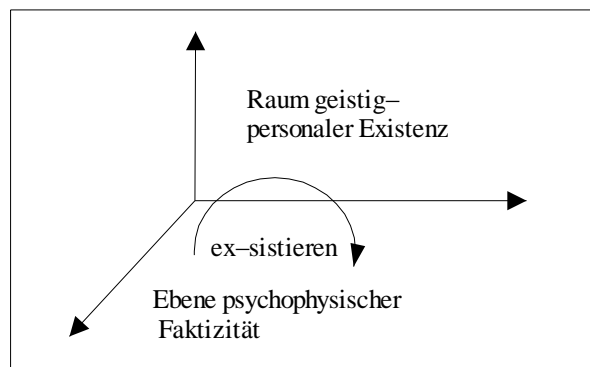 Raum geistig–
personaler Existenz
ex–sistieren
Ebene psychophysischer
Faktizität